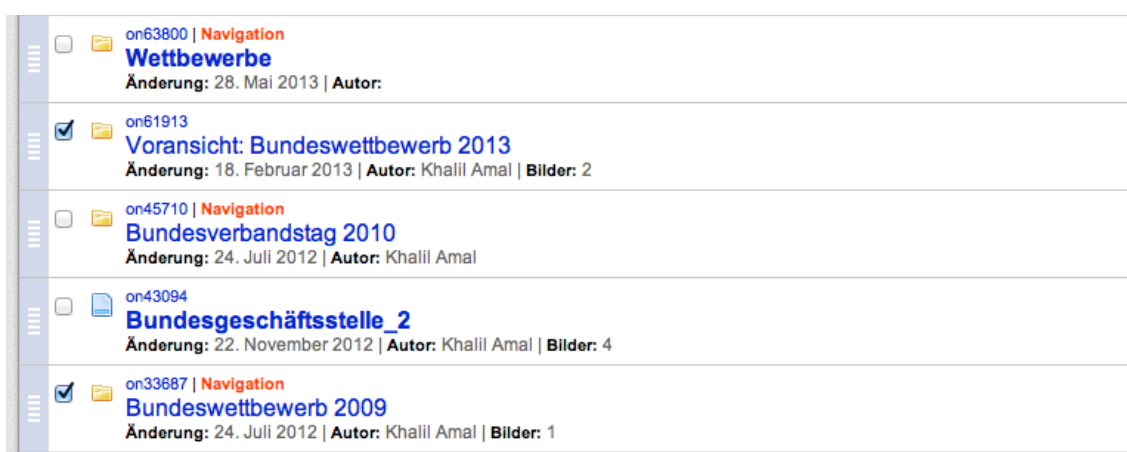 on63800 | Navigation
Wettbewerbe
Änderung: 28. Mai 2013 | Autor:
on61913
Voransicht: Bundeswettbewerb 2013
Änderung: 18. Februar 2013 | Autor: Khalil Amal | Bilder: 2
on45710 | Navigation
Bundesverbandstag 2010
Änderung: 24. Juli 2012 | Autor: Khalil Amal
on43094
Bundesgeschäftsstelle_2
Änderung: 22. November 2012 | Autor: Khalil Amal | Bilder: 4
on33687 | Navigation
Bundeswettbewerb 2009
Änderung: 24. Juli 2012 | Autor: Khalil Amal | Bilder: 1